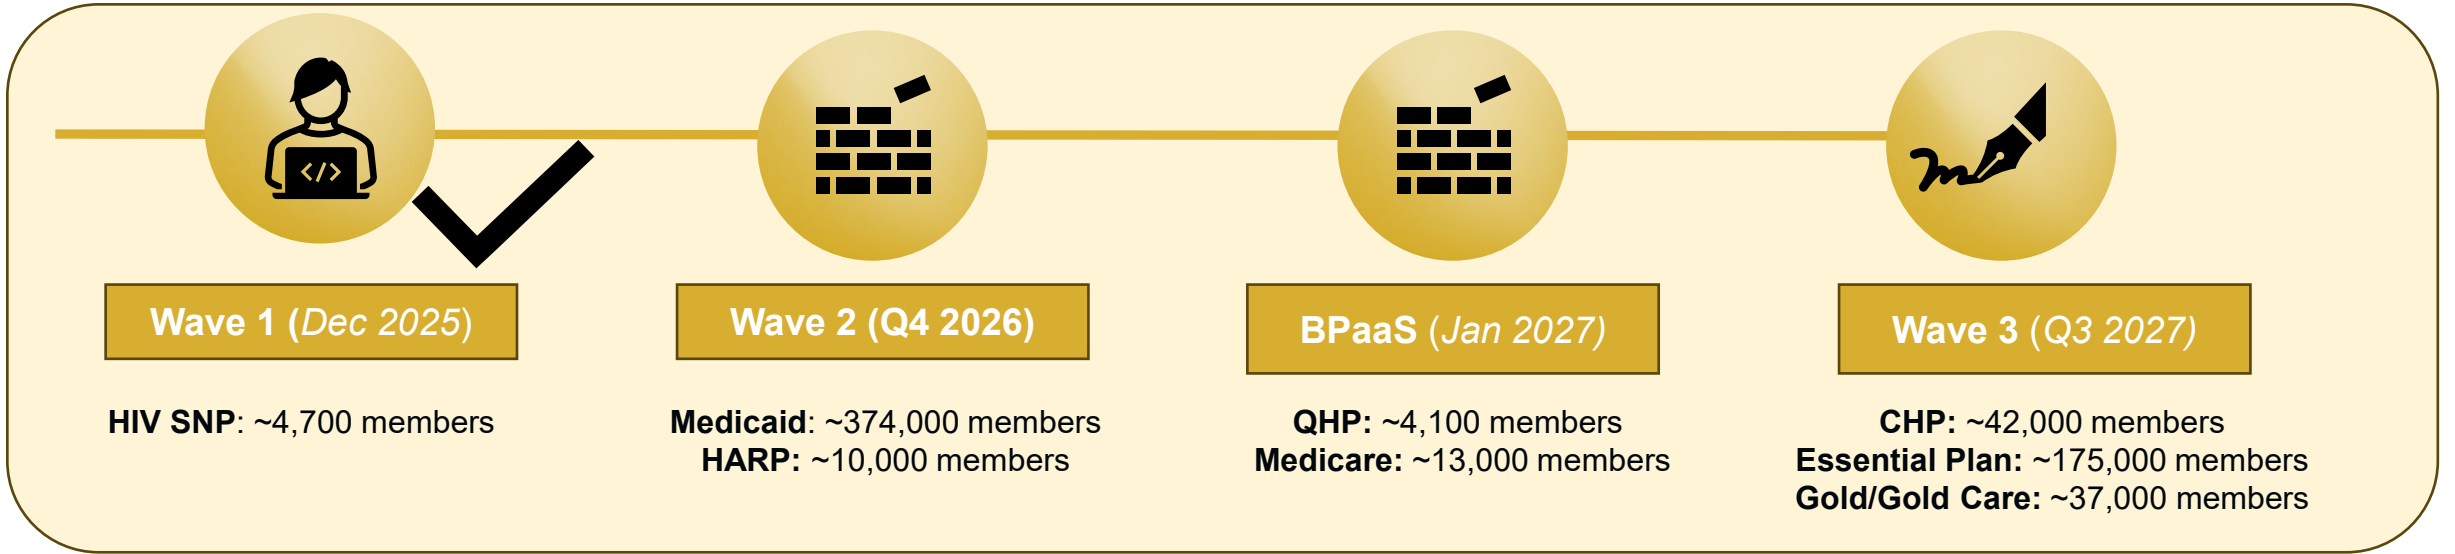 </>
Wave 1 (Dec 2025)
HIV SNP: ~4,700 members
Wave 2 (Q4 2026)
Medicaid: ~374,000 members
HARP: ~10,000 members
BPaaS (Jan 2027)
QHP: ~4,100 members
Medicare: ~13,000 members
Wave 3 (Q3 2027)
CHP: ~42,000 members
Essential Plan: ~175,000 members
Gold/Gold Care: ~37,000 members